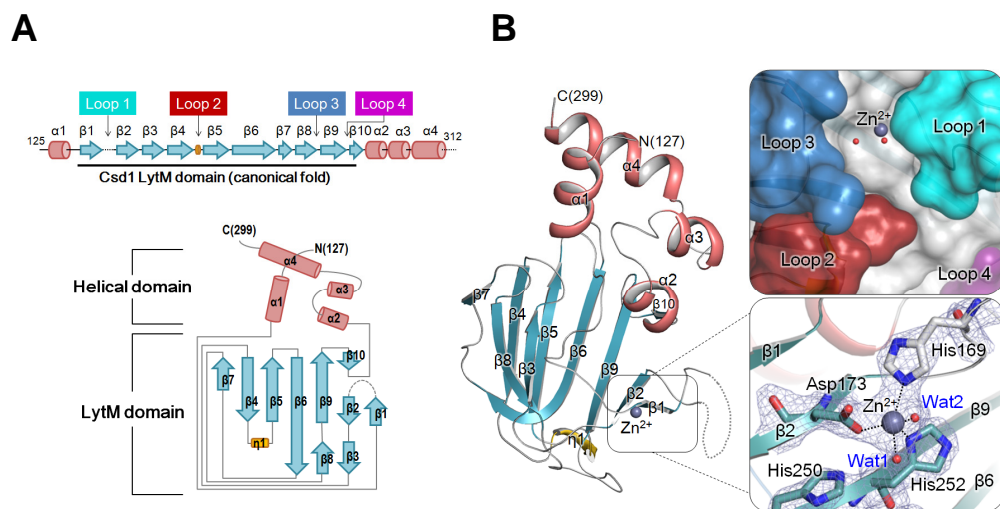 A
Loop 1 Loop 2 Loop 3 Loop 4
α1 β1 β2 β3 β4 β5 β6 β7 β8 β9 β10 α2 α3 α4
125 312
Csd1 LytM domain (canonical fold)
C(299)
N(127)
α4
Helical domain
α1 α3
α2
LytM domain
β10
β7 β4 β5 β6 β9 β2 β1
η1
β8 β3
B
C(299)
N(127)
α4
α1
α3
α2
β7
β10
β4
β5
β8 β3 β6 β9
β2
β1
Zn2+
η1
Zn2+
Loop 3 Loop 1
Loop 2
Loop 4
β1
His169
Asp173
Zn2+
Wat2
β9
β2
Wat1
His250
His252
β6